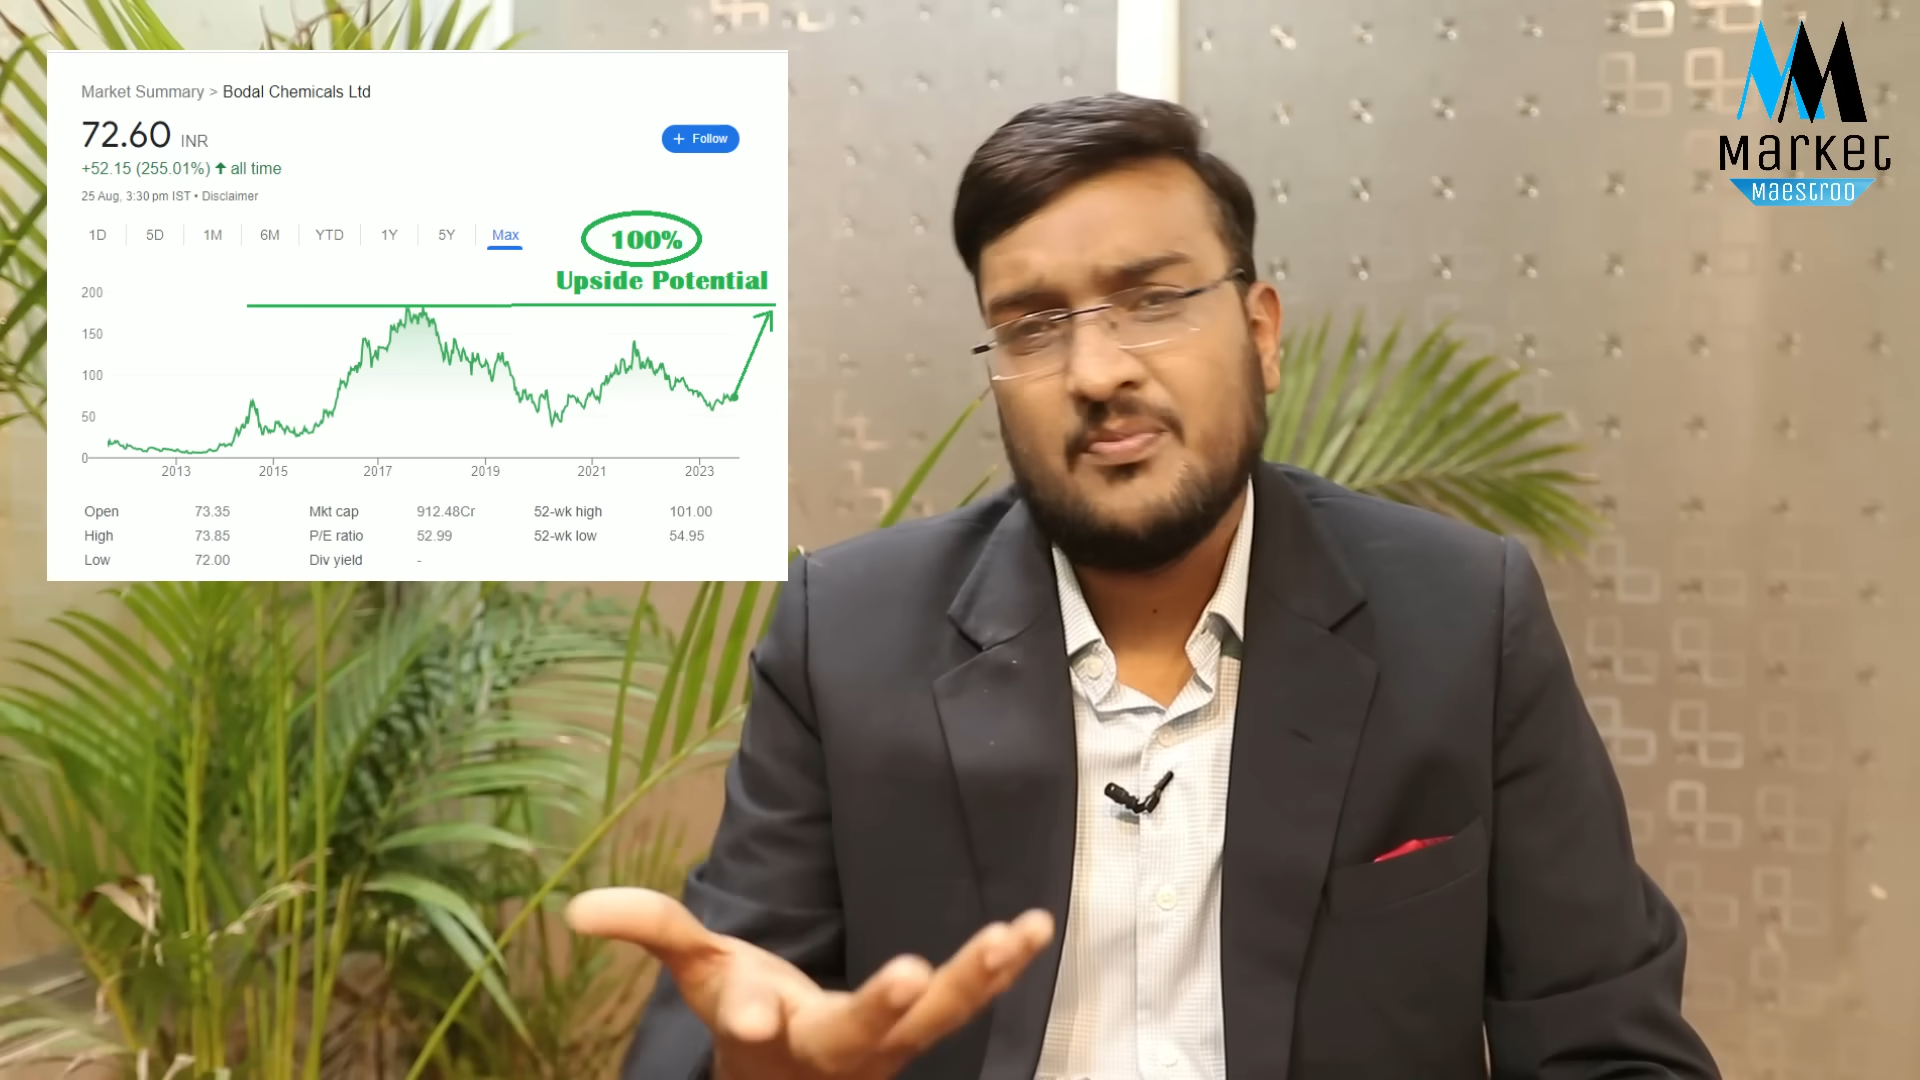 Market Summary > Bodal Chemicals Ltd
72.60 INR
+ Follow
+52.15 (255.01%) ↑ all time
25 Aug, 3:30 pm IST • Disclaimer
1D 5D 1M 6M YTD 1Y 5Y Max
100%
Upside Potential
200
150
100
50
0
2013 2015 2017 2019 2021 2023
Open 73.35 Mkt cap 912.48Cr 52-wk high 101.00
High 73.85 P/E ratio 52.99 52-wk low 54.95
Low 72.00 Div yield -
Market
Maestroo